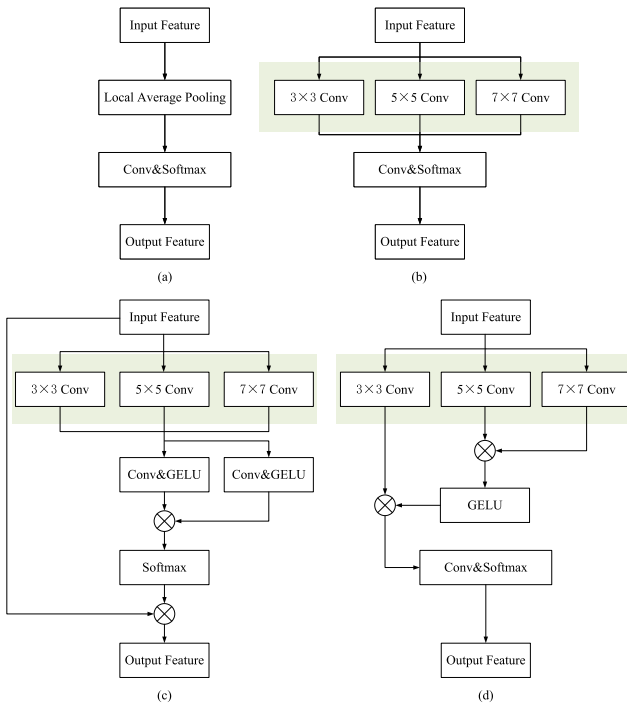 Input Feature
Local Average Pooling
Conv&Softmax
Output Feature
(a)
Input Feature
3×3 Conv
5×5 Conv
7×7 Conv
Conv&Softmax
Output Feature
(b)
Input Feature
3×3 Conv
5×5 Conv
7×7 Conv
Conv&GELU
Conv&GELU
Softmax
Output Feature
(c)
Input Feature
3×3 Conv
5×5 Conv
7×7 Conv
GELU
Conv&Softmax
Output Feature
(d)